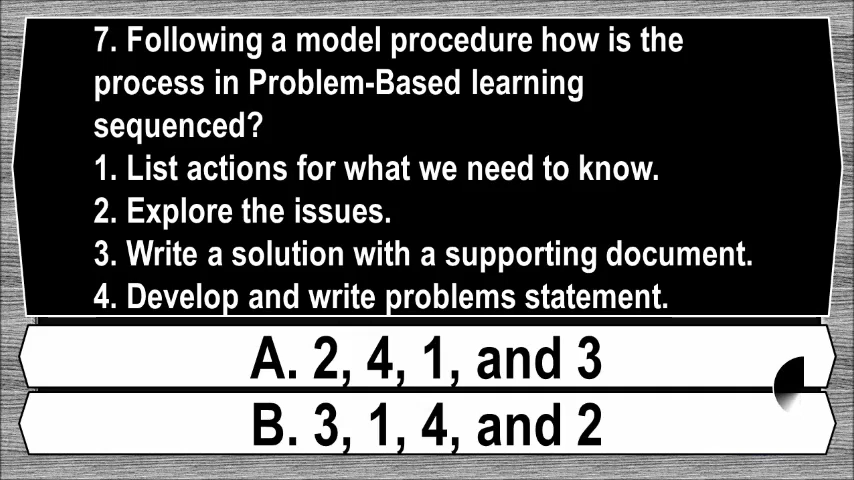 7. Following a model procedure how is the
process in Problem-Based learning
sequenced?
1. List actions for what we need to know.
2. Explore the issues.
3. Write a solution with a supporting document.
4. Develop and write problems statement.
A. 2, 4, 1, and 3
B. 3, 1, 4, and 2